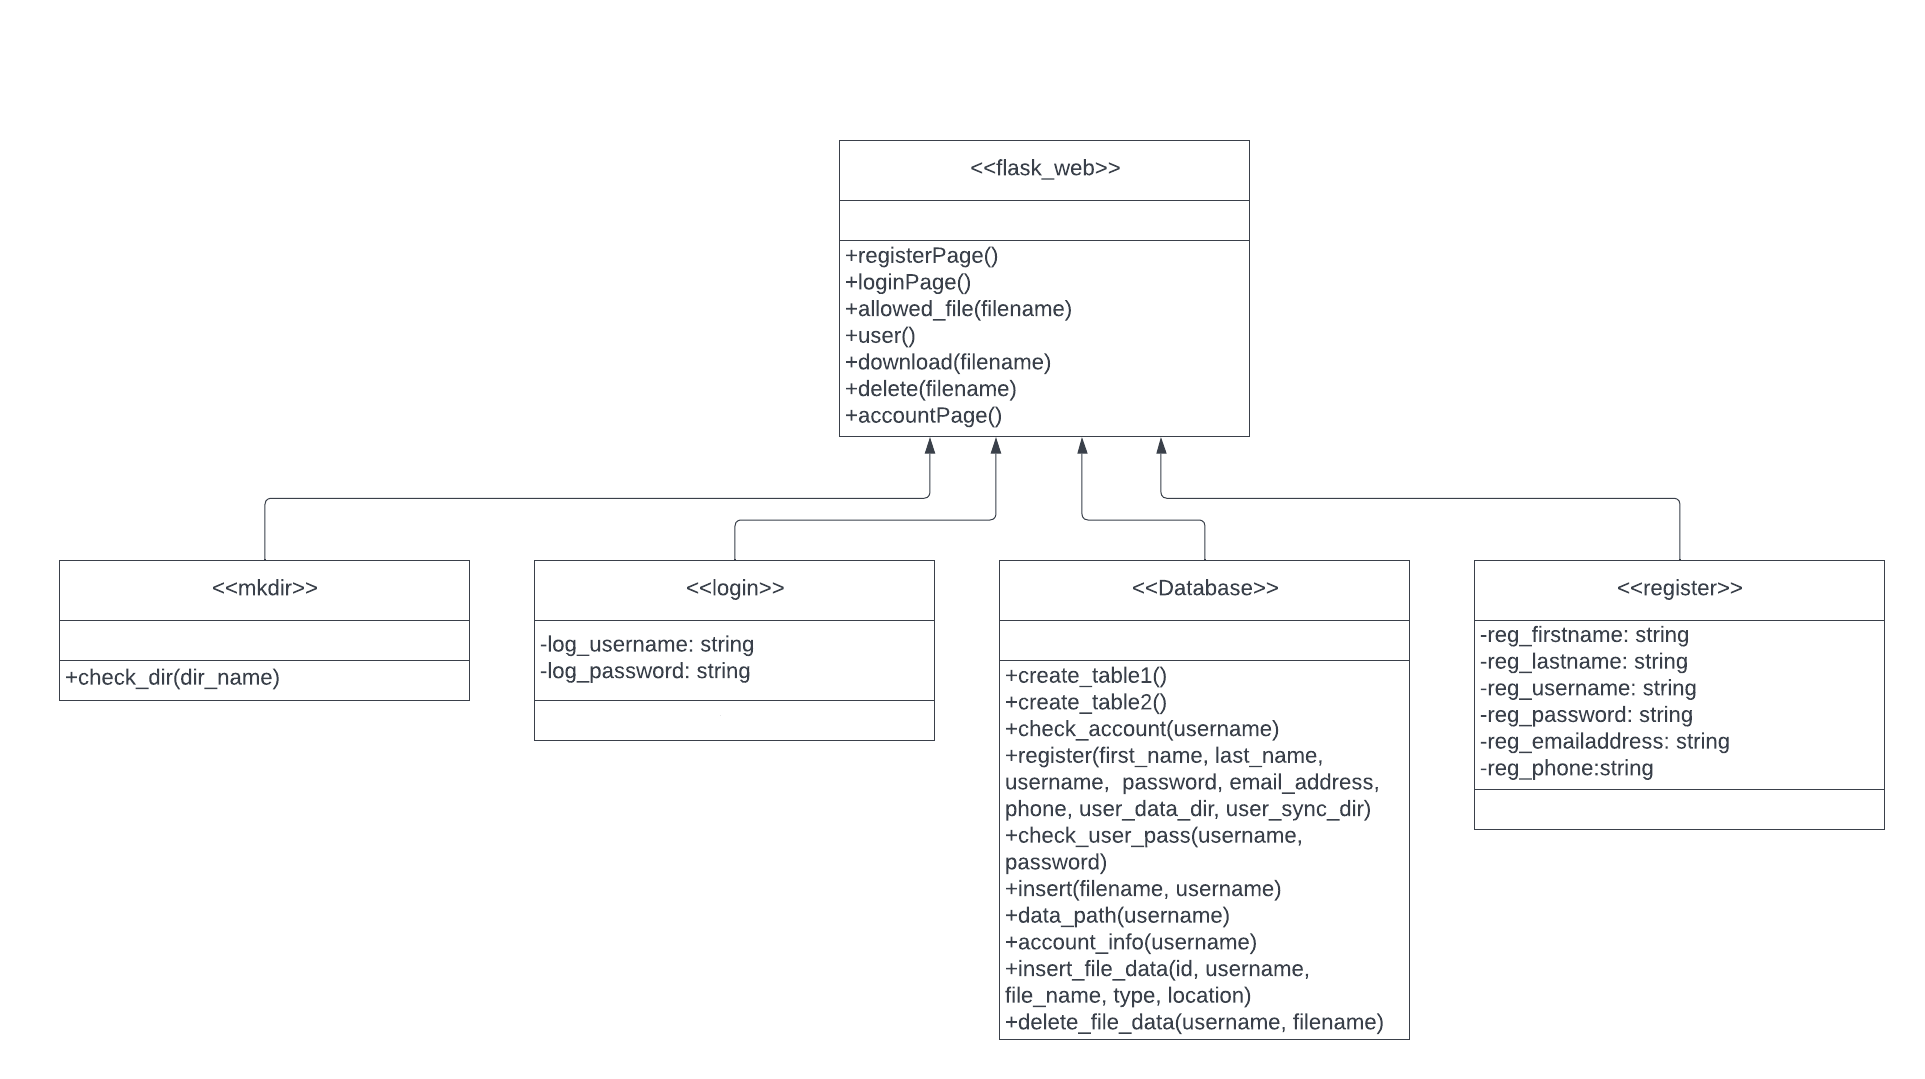 <<flask_web>>
+registerPage()
+loginPage()
+allowed_file(filename)
+user()
+download(filename)
+delete(filename)
+accountPage()
<<mkdir>>
+check_dir(dir_name)
<<login>>
-log_username: string
-log_password: string
<<Database>>
+create_table1()
+create_table2()
+check_account(username)
+register(first_name, last_name,
username,  password, email_address,
phone, user_data_dir, user_sync_dir)
+check_user_pass(username,
password)
+insert(filename, username)
+data_path(username)
+account_info(username)
+insert_file_data(id, username,
file_name, type, location)
+delete_file_data(username, filename)
<<register>>
-reg_firstname: string
-reg_lastname: string
-reg_username: string
-reg_password: string
-reg_emailaddress: string
-reg_phone:string